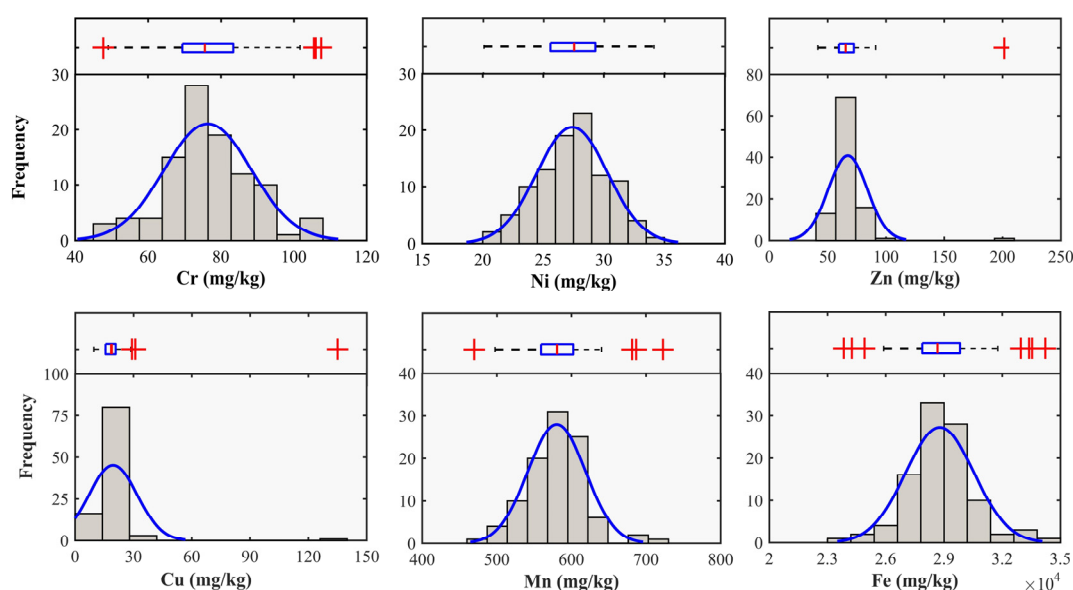 30
20
10
0
40 60 80 100 120
Cr (mg/kg)
Frequency
30
30
20
10
0
15 20 25 30 35 40
Ni (mg/kg)
80
60
40
20
0
0 50 100 150 200 250
Zn (mg/kg)
100
75
50
25
0
0 30 60 90 120 150
Cu (mg/kg)
Frequency
40
30
20
10
0
400 500 600 700 800
Mn (mg/kg)
40
30
20
10
0
2 2.6 2.9 3.2 3.5
Fe (mg/kg)
×10⁴